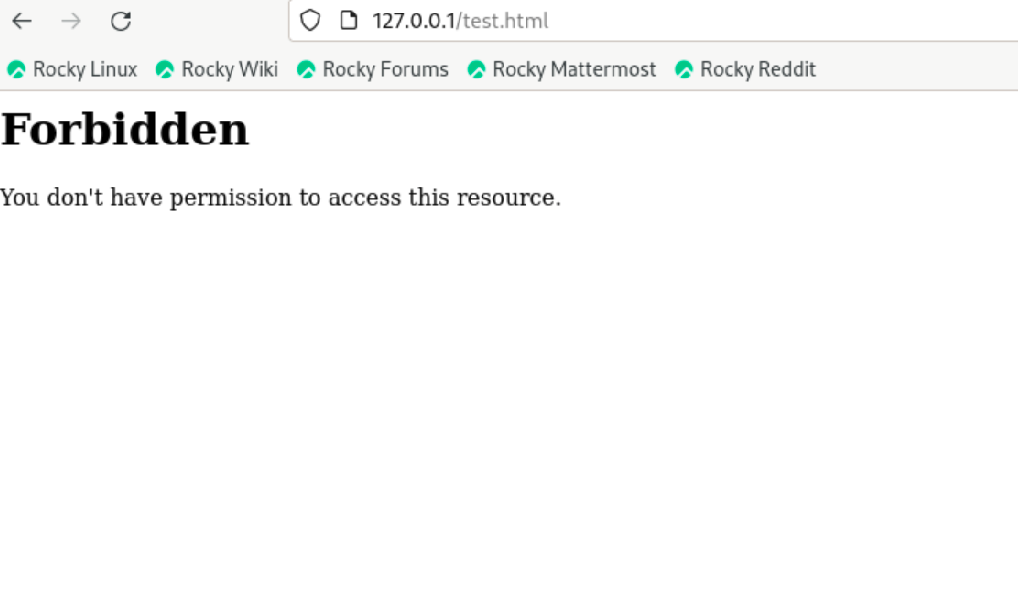 127.0.0.1/test.html
Rocky Linux Rocky Wiki Rocky Forums Rocky Mattermost Rocky Reddit
Forbidden
You don't have permission to access this resource.